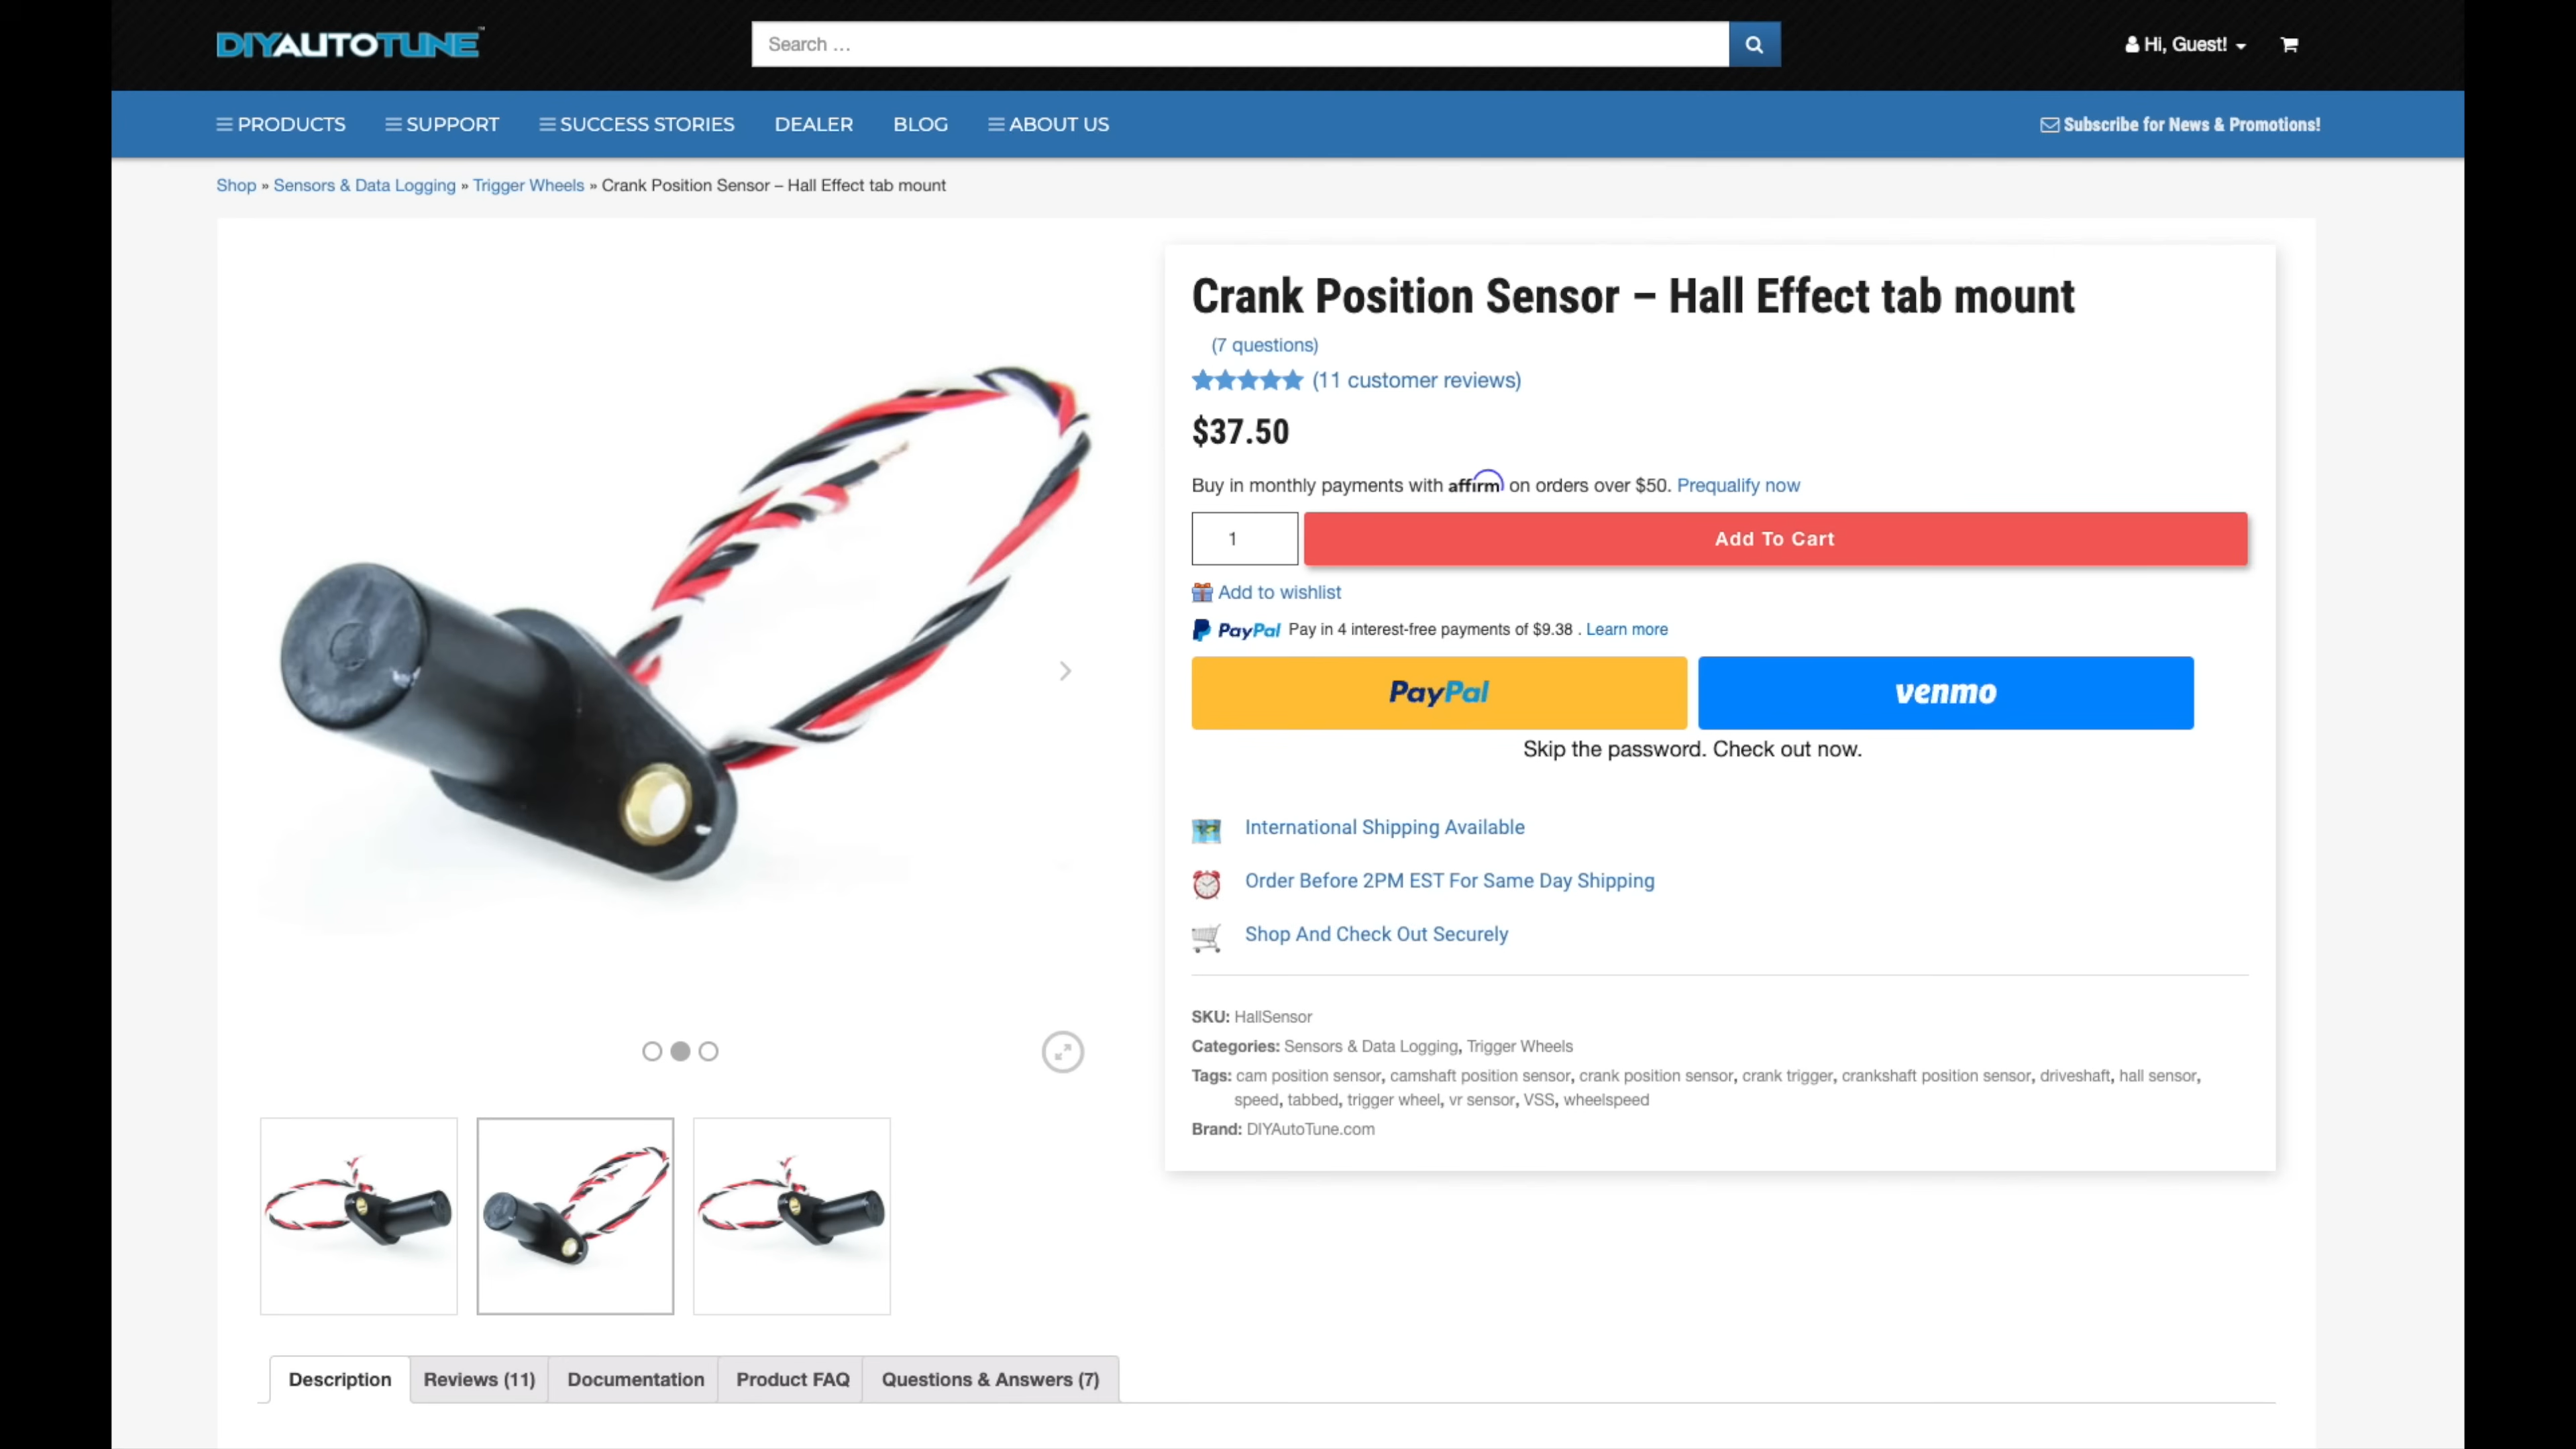 DIYAUTOTUNE™
Search ...
Hi, Guest!
PRODUCTS
SUPPORT
SUCCESS STORIES
DEALER
BLOG
ABOUT US
Subscribe for News & Promotions!
Shop » Sensors & Data Logging » Trigger Wheels » Crank Position Sensor – Hall Effect tab mount
Crank Position Sensor – Hall Effect tab mount
(7 questions)
(11 customer reviews)
$37.50
Buy in monthly payments with affirm on orders over $50. Prequalify now
1
Add To Cart
Add to wishlist
PayPal Pay in 4 interest-free payments of $9.38 . Learn more
PayPal
venmo
Skip the password. Check out now.
International Shipping Available
Order Before 2PM EST For Same Day Shipping
Shop And Check Out Securely
SKU: HallSensor
Categories: Sensors & Data Logging, Trigger Wheels
Tags: cam position sensor, camshaft position sensor, crank position sensor, crank trigger, crankshaft position sensor, driveshaft, hall sensor,
speed, tabbed, trigger wheel, vr sensor, VSS, wheelspeed
Brand: DIYAutoTune.com
Description
Reviews (11)
Documentation
Product FAQ
Questions & Answers (7)